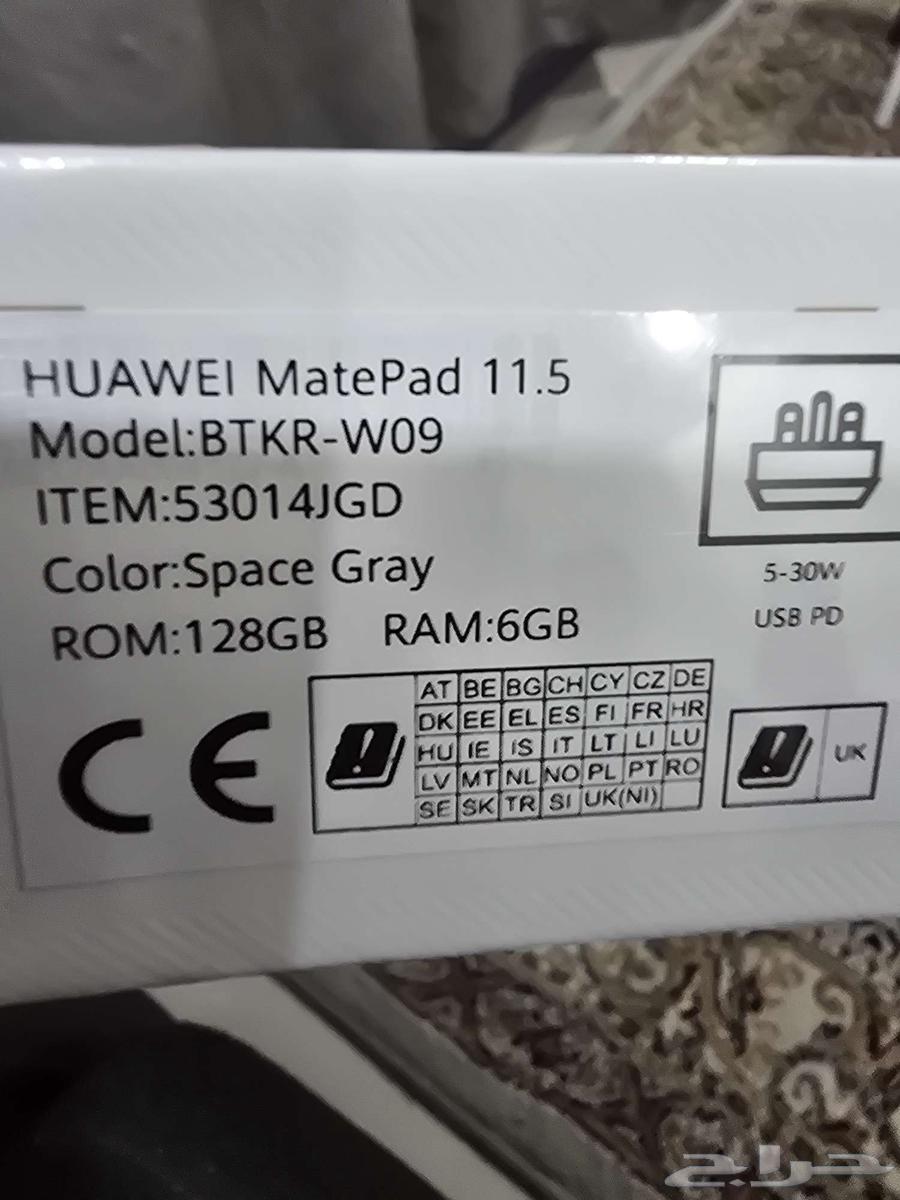 HUAWEI MatePad 11.5
Model:BTKR-W09
ITEM:53014JGD
Color:Space Gray
ROM:128GB RAM:6GB
5-30W
USB PD
CE
AT BE BG CH CY CZ DE
DK EE EL ES FI FR HR
HU IE IS IT LT LI LU
LV MT NL NO PL PT RO
SE SK TR SI UK(NI)
UK
حراج